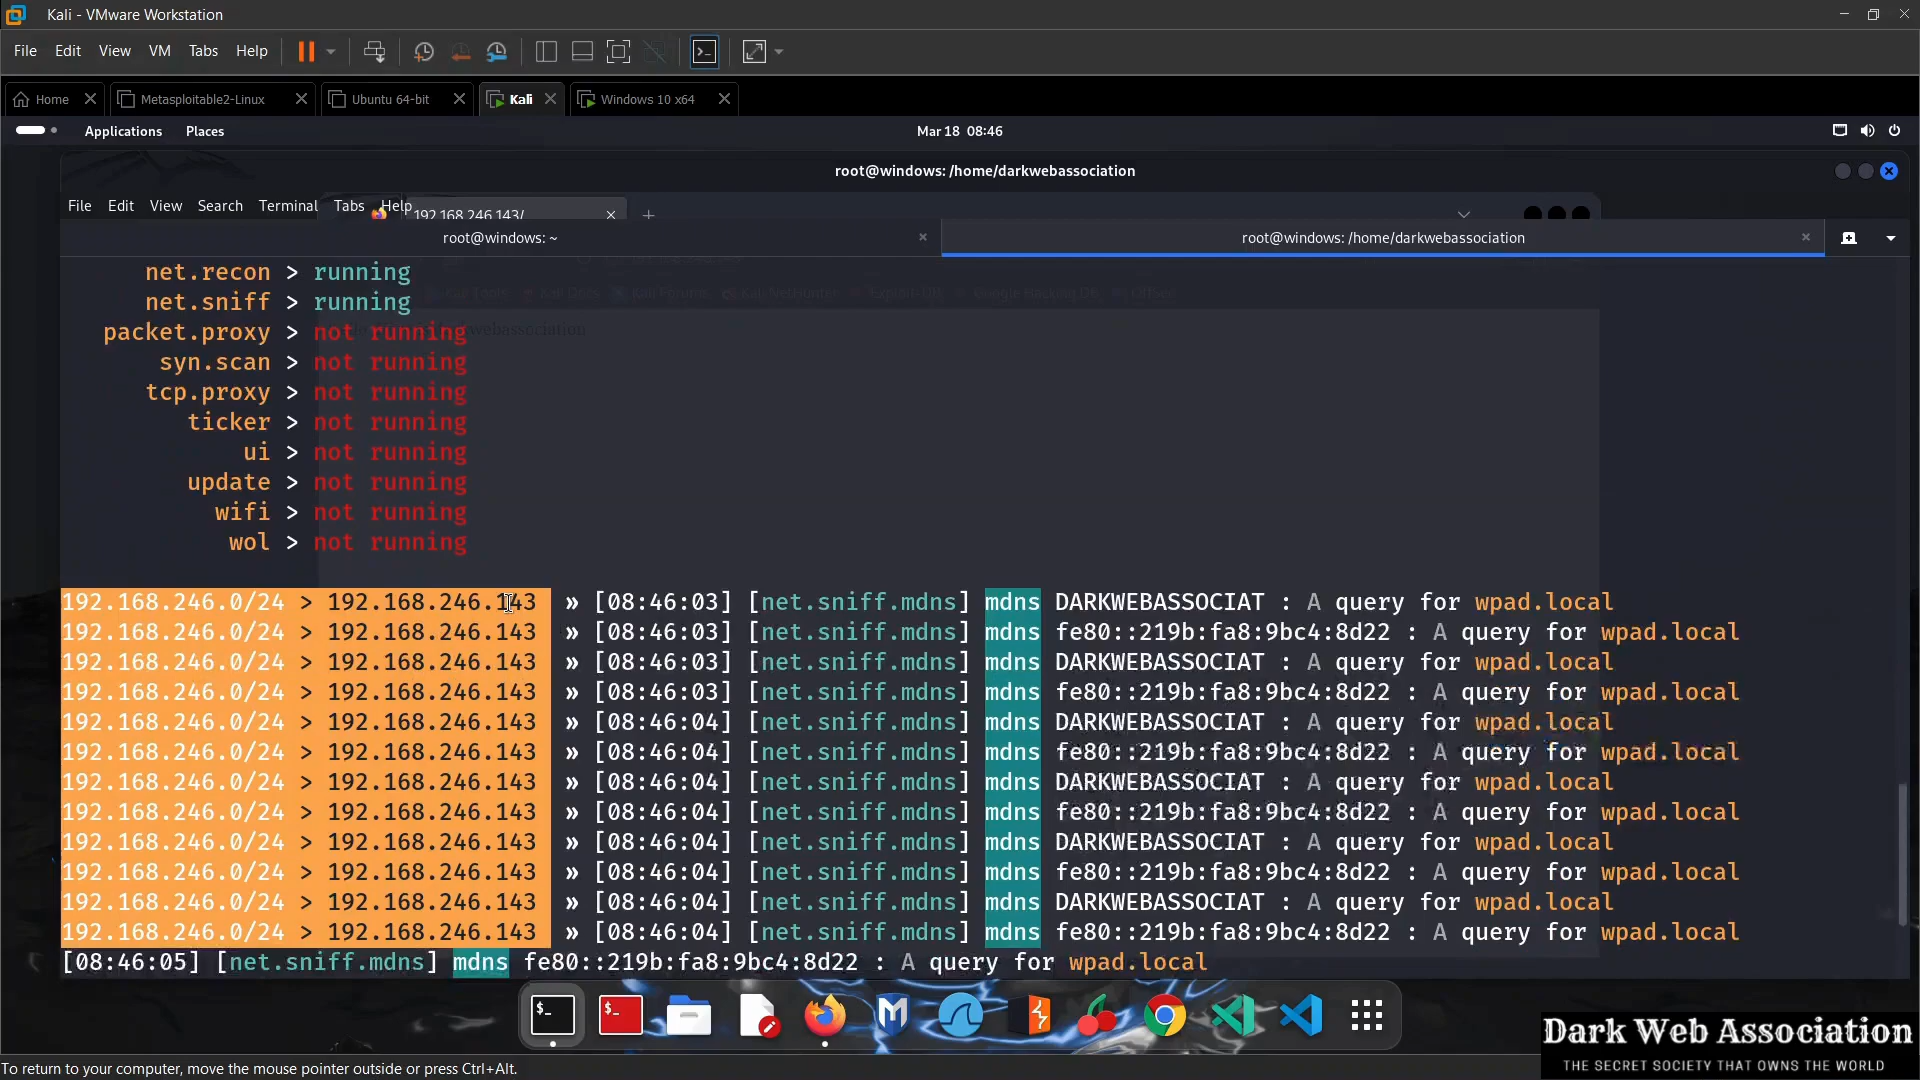 Kali - VMware Workstation
File Edit View VM Tabs Help
Home Metasploitable2-Linux Ubuntu 64-bit Kali Windows 10 x64
Applications Places Mar 18 08:46
root@windows: /home/darkwebassociation
File Edit View Search Terminal Tabs Help
192.168.246.143/
root@windows: ~ root@windows: /home/darkwebassociation
net.recon > running
net.sniff > running
packet.proxy > not running
syn.scan > not running
tcp.proxy > not running
ticker > not running
ui > not running
update > not running
wifi > not running
wol > not running
192.168.246.0/24 > 192.168.246.143 » [08:46:03] [net.sniff.mdns] mdns DARKWEBASSOCIAT : A query for wpad.local
192.168.246.0/24 > 192.168.246.143 » [08:46:03] [net.sniff.mdns] mdns fe80::219b:fa8:9bc4:8d22 : A query for wpad.local
192.168.246.0/24 > 192.168.246.143 » [08:46:03] [net.sniff.mdns] mdns DARKWEBASSOCIAT : A query for wpad.local
192.168.246.0/24 > 192.168.246.143 » [08:46:03] [net.sniff.mdns] mdns fe80::219b:fa8:9bc4:8d22 : A query for wpad.local
192.168.246.0/24 > 192.168.246.143 » [08:46:04] [net.sniff.mdns] mdns DARKWEBASSOCIAT : A query for wpad.local
192.168.246.0/24 > 192.168.246.143 » [08:46:04] [net.sniff.mdns] mdns fe80::219b:fa8:9bc4:8d22 : A query for wpad.local
192.168.246.0/24 > 192.168.246.143 » [08:46:04] [net.sniff.mdns] mdns DARKWEBASSOCIAT : A query for wpad.local
192.168.246.0/24 > 192.168.246.143 » [08:46:04] [net.sniff.mdns] mdns fe80::219b:fa8:9bc4:8d22 : A query for wpad.local
192.168.246.0/24 > 192.168.246.143 » [08:46:04] [net.sniff.mdns] mdns DARKWEBASSOCIAT : A query for wpad.local
192.168.246.0/24 > 192.168.246.143 » [08:46:04] [net.sniff.mdns] mdns fe80::219b:fa8:9bc4:8d22 : A query for wpad.local
192.168.246.0/24 > 192.168.246.143 » [08:46:04] [net.sniff.mdns] mdns DARKWEBASSOCIAT : A query for wpad.local
192.168.246.0/24 > 192.168.246.143 » [08:46:04] [net.sniff.mdns] mdns fe80::219b:fa8:9bc4:8d22 : A query for wpad.local
[08:46:05] [net.sniff.mdns] mdns fe80::219b:fa8:9bc4:8d22 : A query for wpad.local
Dark Web Association
THE SECRET SOCIETY THAT OWNS THE WORLD
To return to your computer, move the mouse pointer outside or press Ctrl+Alt.